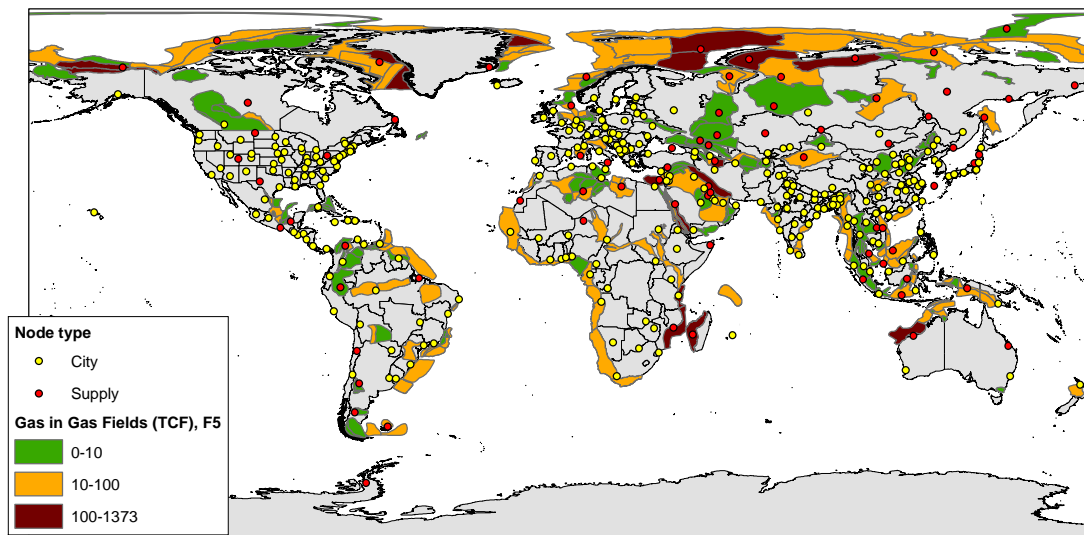 Node type
City
Supply
Gas in Gas Fields (TCF), F5
0-10
10-100
100-1373